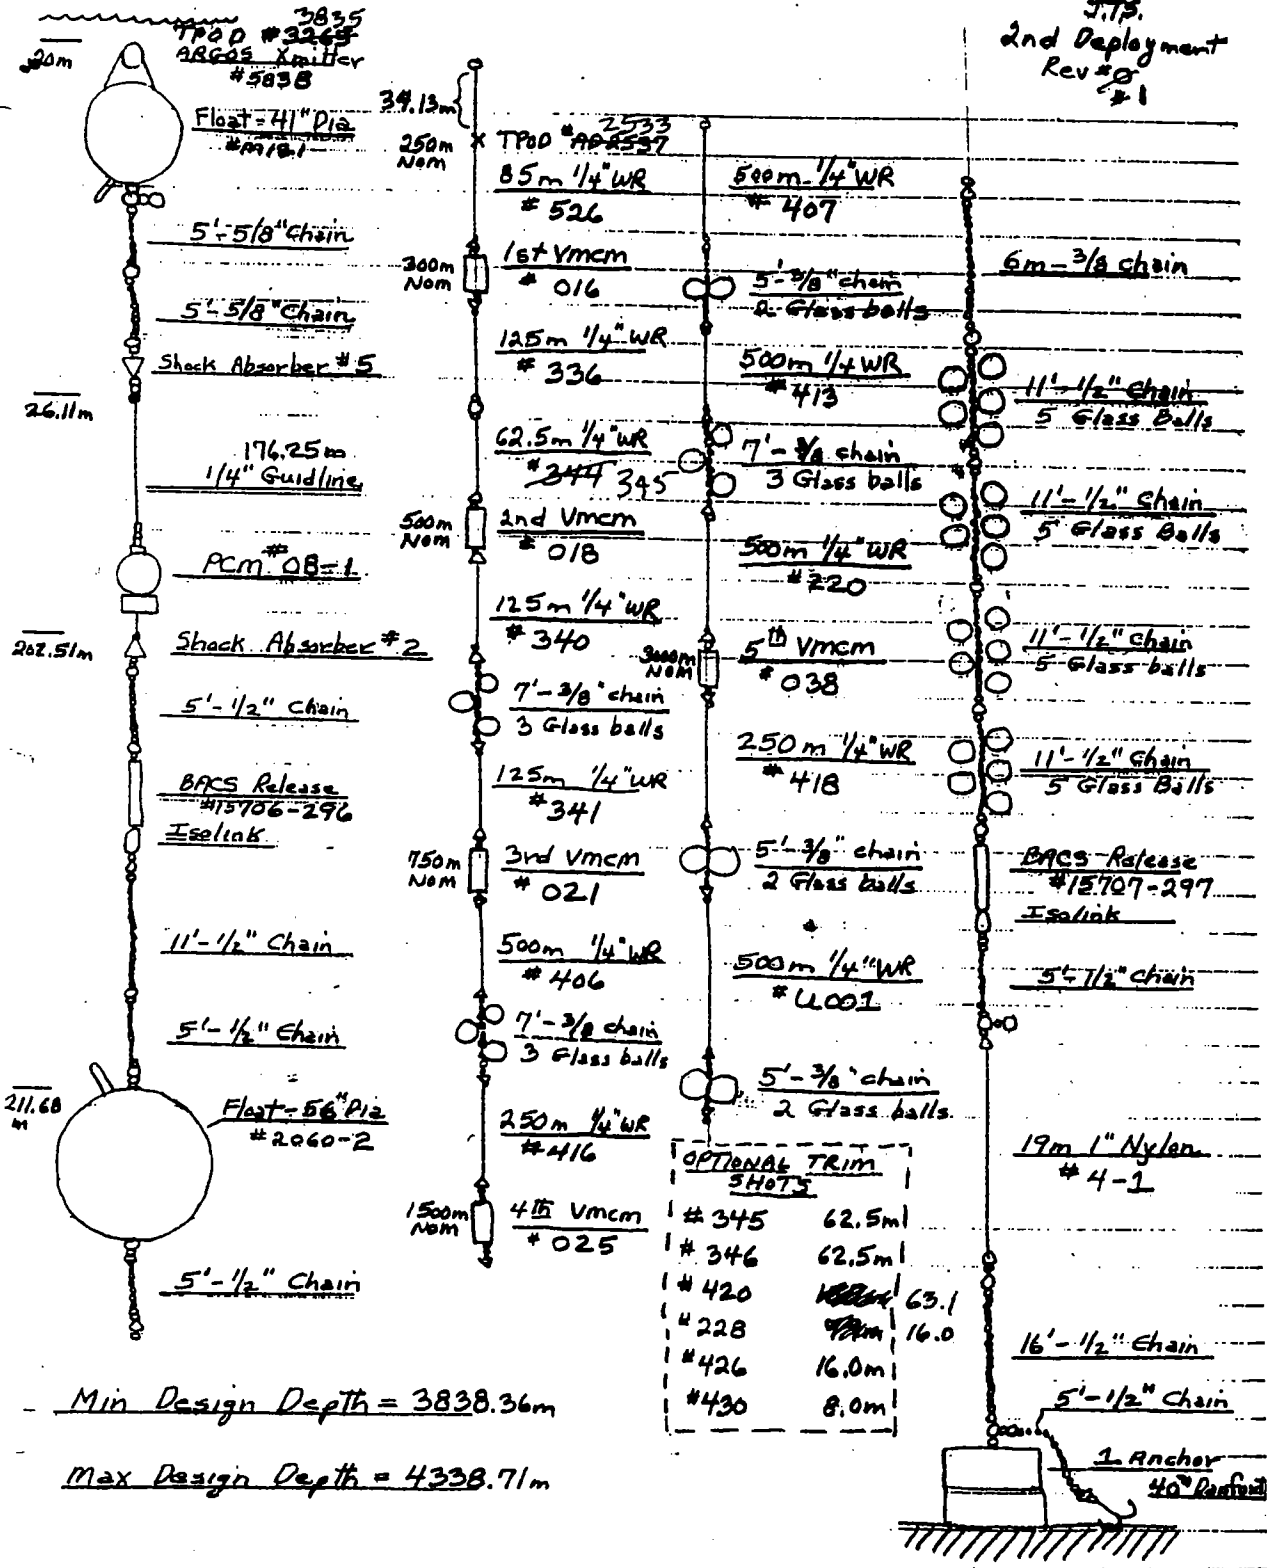 3835
TPOD #3265
ARGOS Xmitter
#5838
20m
Float-41" Dia
5'-5/8" Chain
5'-5/8" Chain
Shock Absorber #5
26.11m
176.25m
1/4" Guidline
PCM #08=1
202.51m
Shock Absorber #2
5'-1/2" Chain
BACS Release
#15706-296
Isolink
11'-1/2" Chain
5'-1/2" Chain
211.68
m
Float-56" Dia
#2060-2
5'-1/2" Chain
Min Design Depth = 3838.36m
Max Design Depth = 4338.71m
34.13m
2533
250m
Nom
TPOD #
85m 1/4" WR
# 526
300m
Nom
1st Vmcm
# 016
125m 1/4" WR
# 336
62.5m 1/4" WR
#344 345
500m
Nom
2nd Vmcm
# 018
125m 1/4" WR
# 340
7'-3/8" chain
3 Glass balls
125m 1/4" WR
#341
750m
Nom
3rd Vmcm
# 021
500m 1/4" WR
# 406
7'-3/8 chain
3 Glass balls
250m 1/4" WR
#416
1500m
Nom
4th Vmcm
# 025
500m-1/4" WR
# 407
5'-3/8" chain
2 Glass balls
500m 1/4 WR
# 413
7'-3/8 chain
3 Glass balls
500m 1/4" WR
#220
3000m
Nom
5th Vmcm
# 038
250m 1/4" WR
# 418
5'-3/8" chain
2 Glass balls
500m 1/4" WR
# U001
5'-3/8" chain
2 Glass balls
OPTIONAL TRIM
SHOTS
# 345 62.5m
# 346 62.5m
# 420 63.1
# 228 16.0
# 426 16.0m
#430 8.0m
2nd Deployment
Rev #0
#1
6m-3/8 chain
11'-1/2" Chain
5 Glass Balls
11'-1/2" Chain
5 Glass Balls
11'-1/2" Chain
5 Glass balls
11'-1/2" Chain
5 Glass Balls
BACS Release
#15707-297
Isolink
5'-1/2" chain
19m 1" Nylon
# 4-1
16'-1/2" Chain
5'-1/2" Chain
1 Anchor
40#